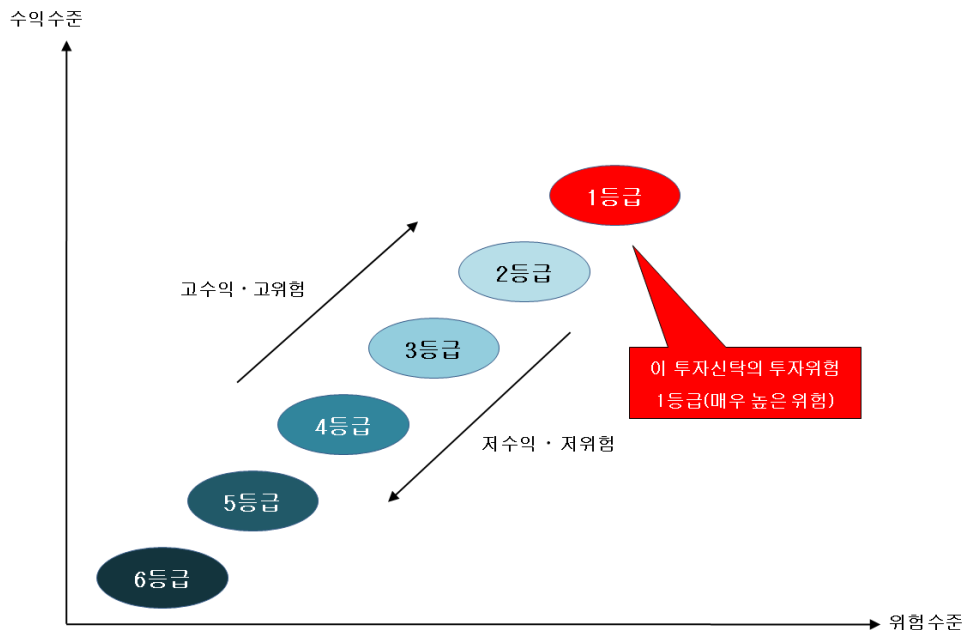 수익수준
1등급
2등급
고수익·고위험
3등급
이 투자신탁의 투자위험
1등급(매우 높은 위험)
4등급
저수익 · 저위험
5등급
6등급
위험수준